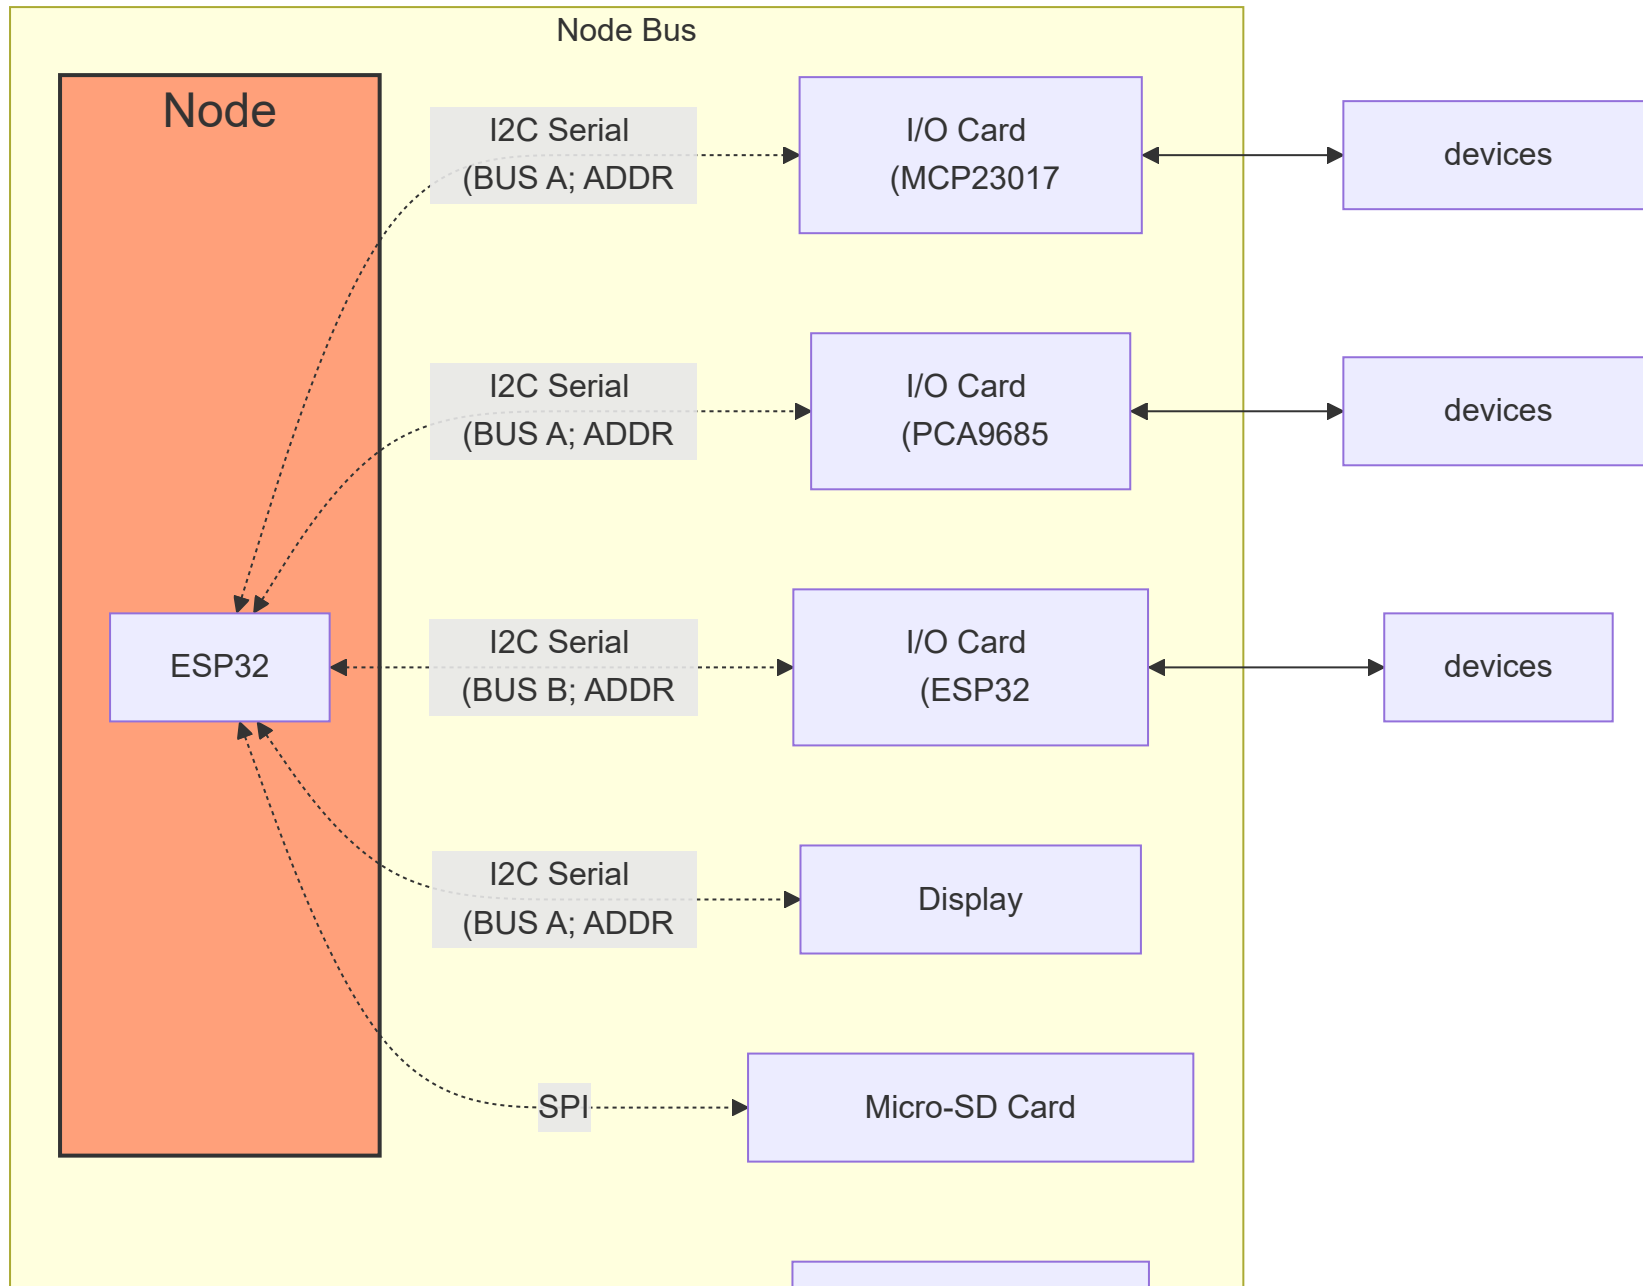 Node Bus
Node
I2C Serial
(BUS A; ADDR
I/O Card
(MCP23017
devices
I2C Serial
(BUS A; ADDR
I/O Card
(PCA9685
devices
ESP32
I2C Serial
(BUS B; ADDR
I/O Card
(ESP32
devices
I2C Serial
(BUS A; ADDR
Display
SPI
Micro-SD Card